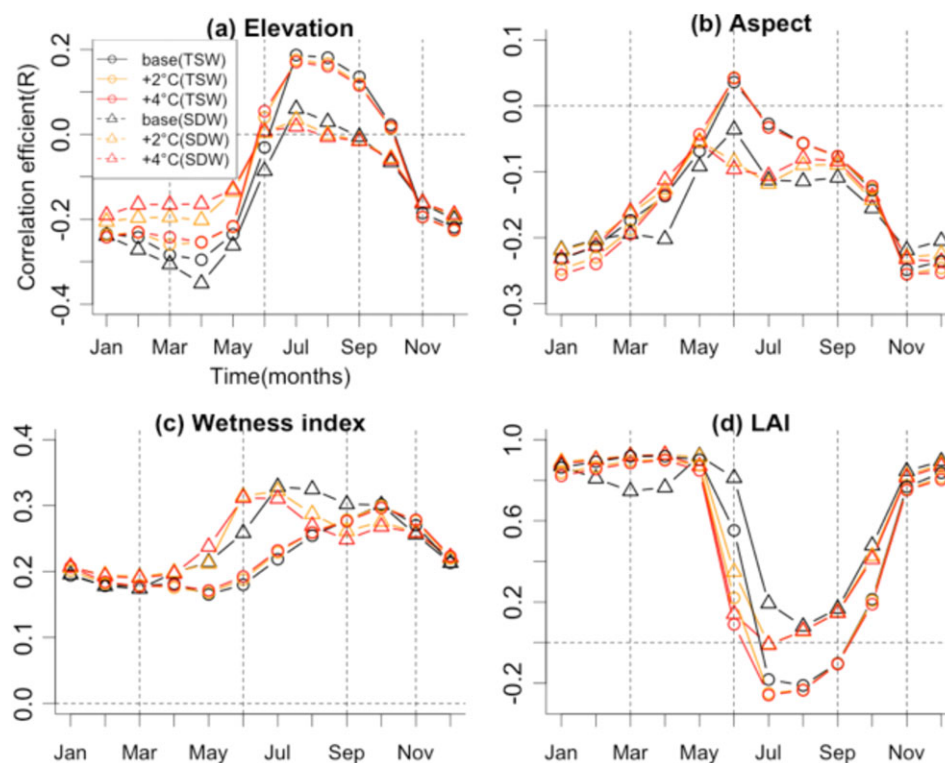 (a) Elevation
Correlation efficient(R)
0.2
0.0
-0.2
-0.4
base(TSW)
+2°C(TSW)
+4°C(TSW)
base(SDW)
+2°C(SDW)
+4°C(SDW)
Jan Mar May Jul Sep Nov
Time(months)
(b) Aspect
0.1
0.0
-0.1
-0.2
-0.3
Jan Mar May Jul Sep Nov
(c) Wetness index
0.4
0.3
0.2
0.1
0.0
Jan Mar May Jul Sep Nov
(d) LAI
1.0
0.6
0.2
-0.2
Jan Mar May Jul Sep Nov